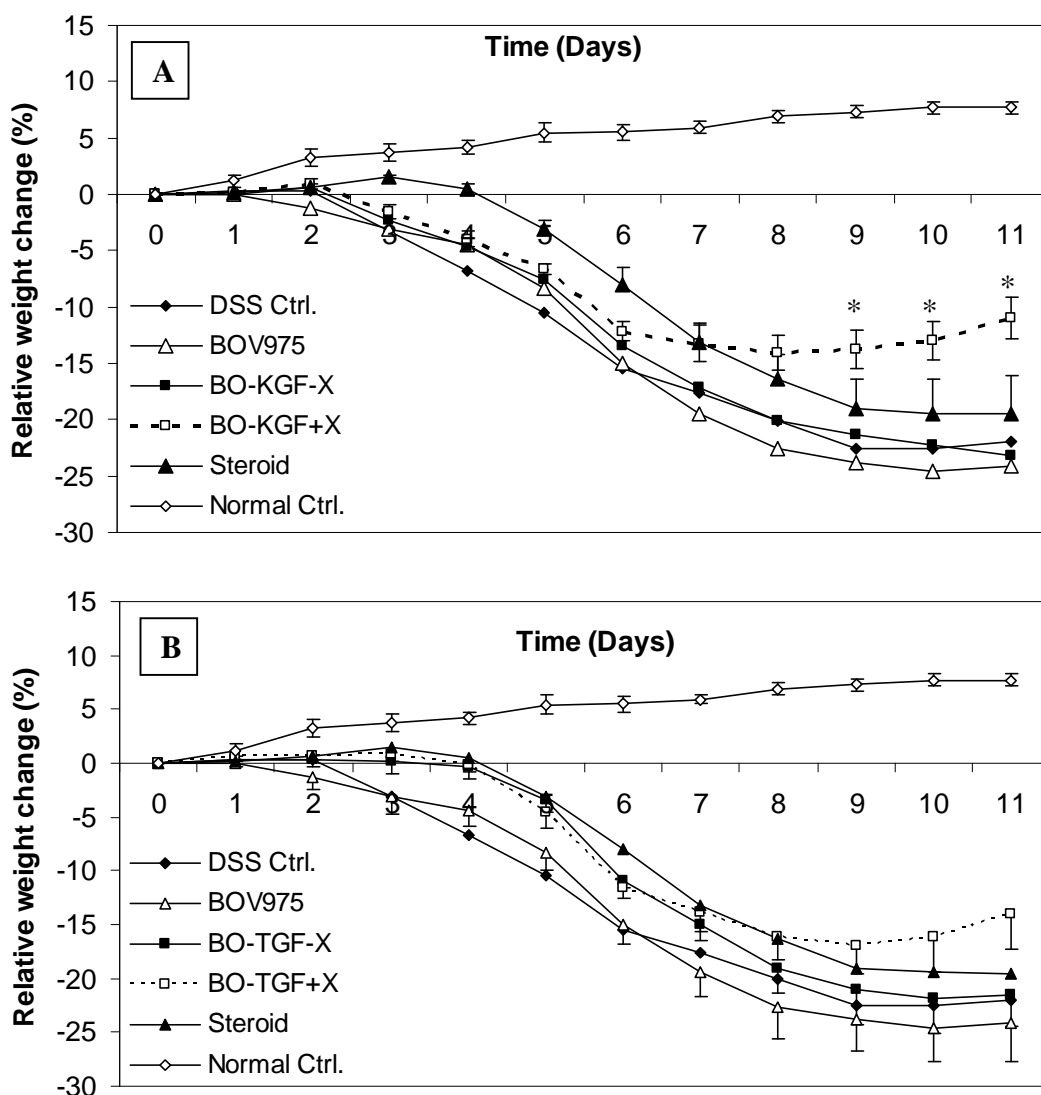 15
10
5
0
-5
-10
-15
-20
-25
-30
Relative weight change (%)
A
Time (Days)
0 1 2 3 4 5 6 7 8 9 10 11
* * *
DSS Ctrl.
BOV975
BO-KGF-X
BO-KGF+X
Steroid
Normal Ctrl.
15
10
5
0
-5
-10
-15
-20
-25
-30
Relative weight change (%)
B
Time (Days)
0 1 2 3 4 5 6 7 8 9 10 11
DSS Ctrl.
BOV975
BO-TGF-X
BO-TGF+X
Steroid
Normal Ctrl.